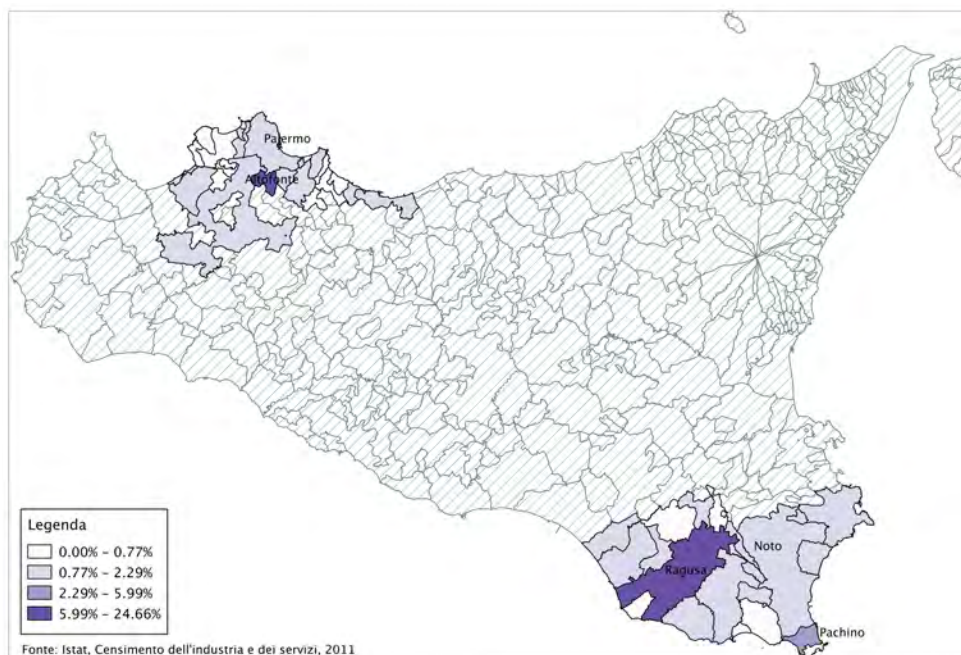 Palermo
Altofonte
Noto
Ragusa
Pachino
Legenda
0.00% - 0.77%
0.77% - 2.29%
2.29% - 5.99%
5.99% - 24.66%
Fonte: Istat, Censimento dell'industria e dei servizi, 2011